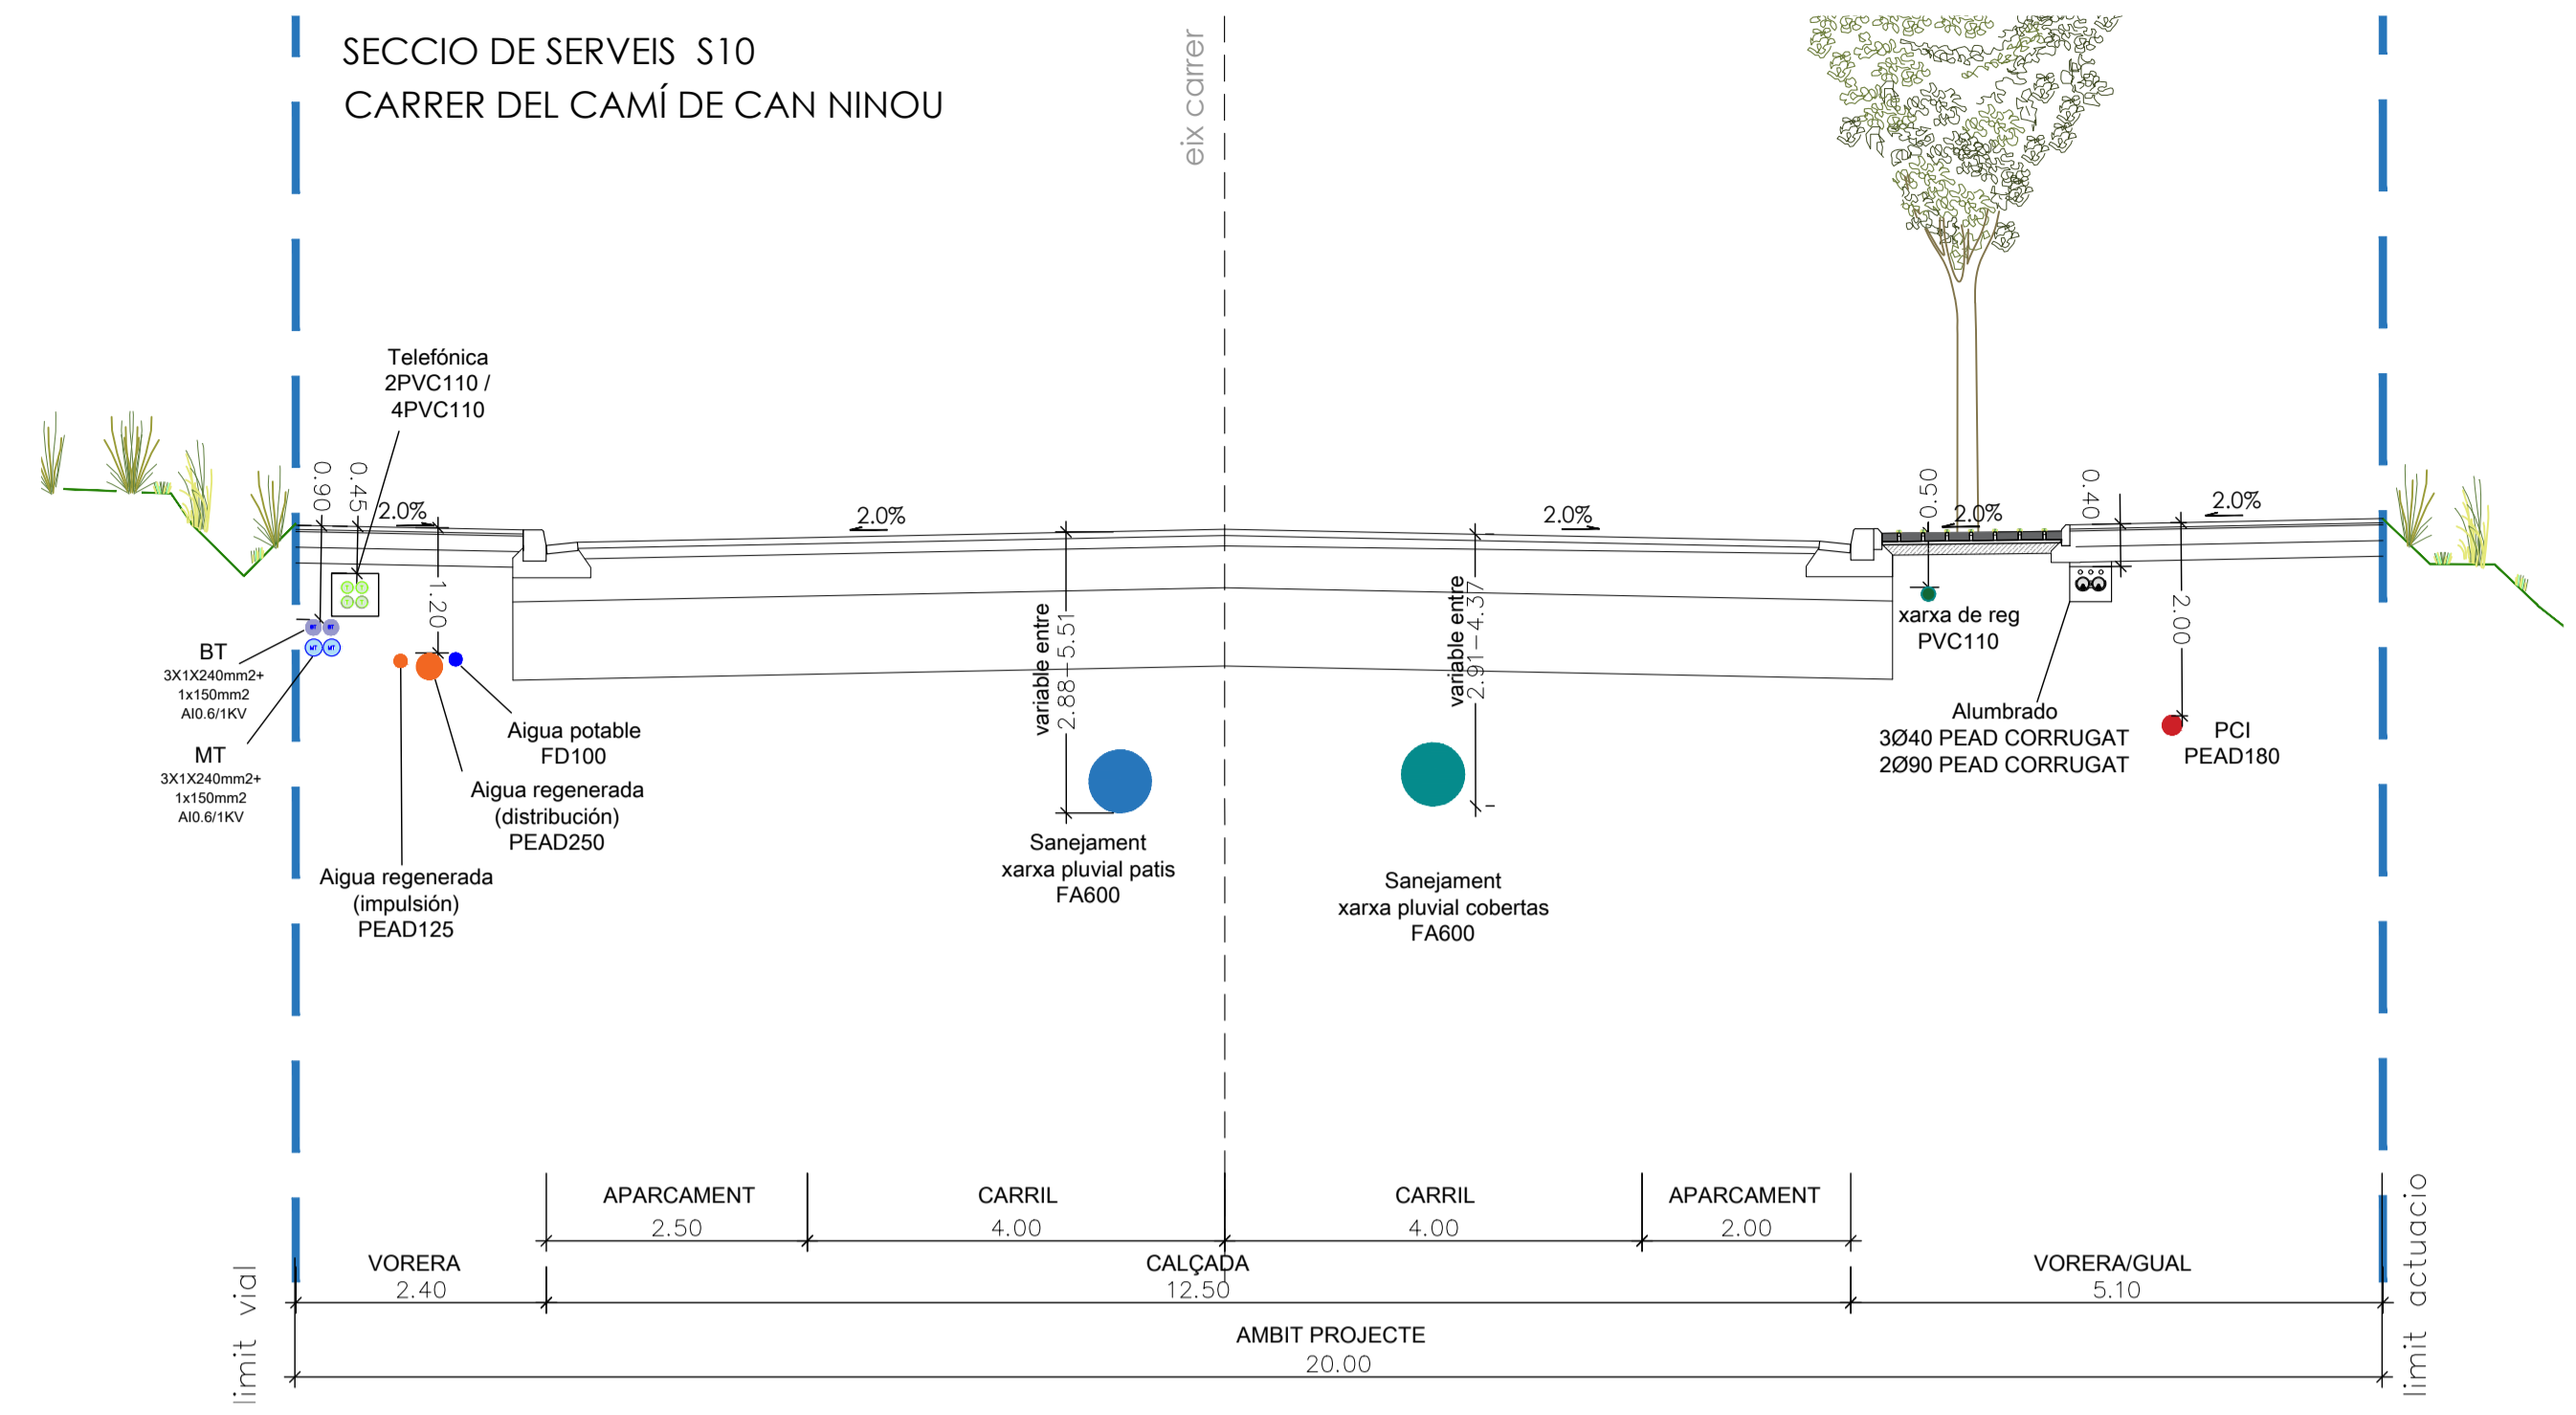 SECCIO DE SERVEIS S10
CARRER DEL CAMÍ DE CAN NINOU
eix carrer
Telefónica
2PVC110 /
4PVC110
0.90
0.45
2.0%
2.0%
2.0%
0.50
2.0%
0.40
2.0%
1.20
variable entre
2.88-5.51
variable entre
2.61-4.37
2.00
BT
3X1X240mm2+
1x150mm2
Al0.6/1KV
MT
3X1X240mm2+
1x150mm2
Al0.6/1KV
BT
BT
MT
MT
T
T
T
T
Aigua potable
FD100
Aigua regenerada
(distribución)
PEAD250
Aigua regenerada
(impulsión)
PEAD125
Sanejament
xarxa pluvial patis
FA600
Sanejament
xarxa pluvial cobertas
FA600
xarxa de reg
PVC110
Alumbrado
3Ø40 PEAD CORRUGAT
2Ø90 PEAD CORRUGAT
PCI
PEAD180
APARCAMENT
2.50
CARRIL
4.00
CARRIL
4.00
APARCAMENT
2.00
VORERA
2.40
CALÇADA
12.50
VORERA/GUAL
5.10
AMBIT PROJECTE
20.00
limit vial
limit actuacio